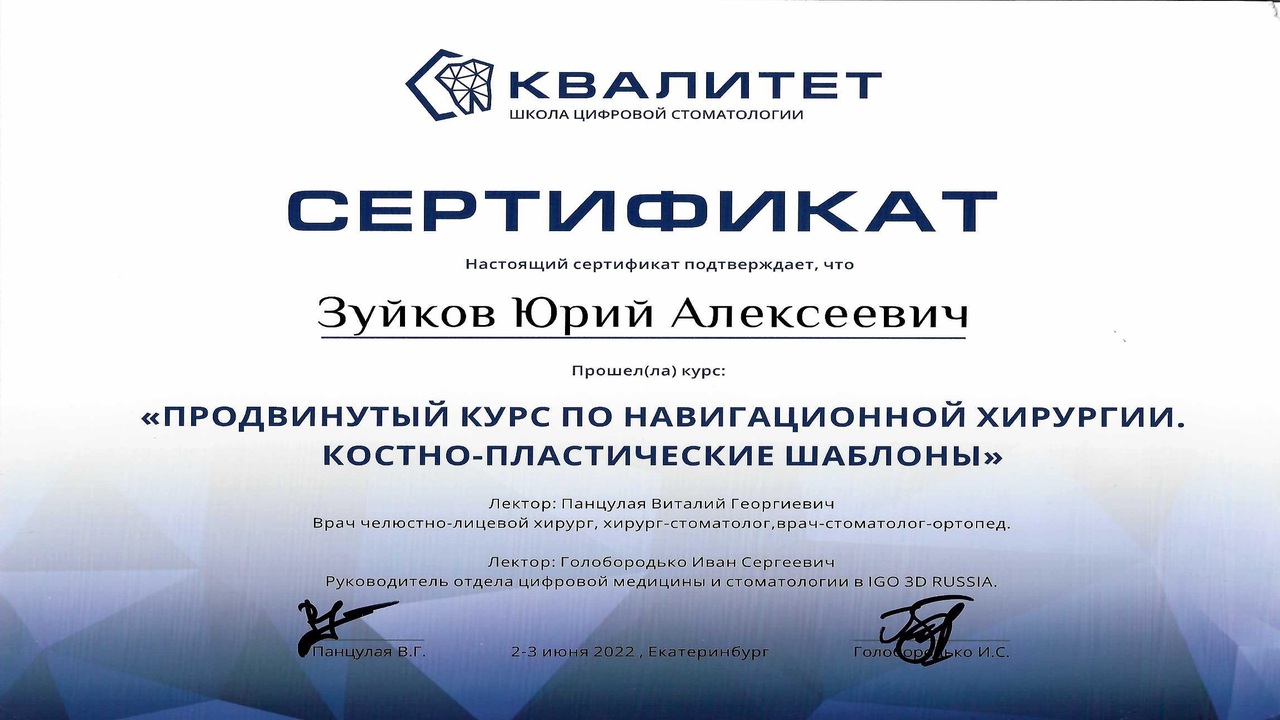 КВАЛИТЕТ
ШКОЛА ЦИФРОВОЙ СТОМАТОЛОГИИ
СЕРТИФИКАТ
Настоящий сертификат подтверждает, что
Зуйков Юрий Алексеевич
Прошел(ла) курс:
«ПРОДВИНУТЫЙ КУРС ПО НАВИГАЦИОННОЙ ХИРУРГИИ.
КОСТНО-ПЛАСТИЧЕСКИЕ ШАБЛОНЫ»
Лектор: Панцулая Виталий Георгиевич
Врач челюстно-лицевой хирург, хирург-стоматолог,врач-стоматолог-ортопед.
Лектор: Голобородько Иван Сергеевич
Руководитель отдела цифровой медицины и стоматологии в IGO 3D RUSSIA.
Панцулая В.Г. 2-3 июня 2022 , Екатеринбург Голобородько И.С.